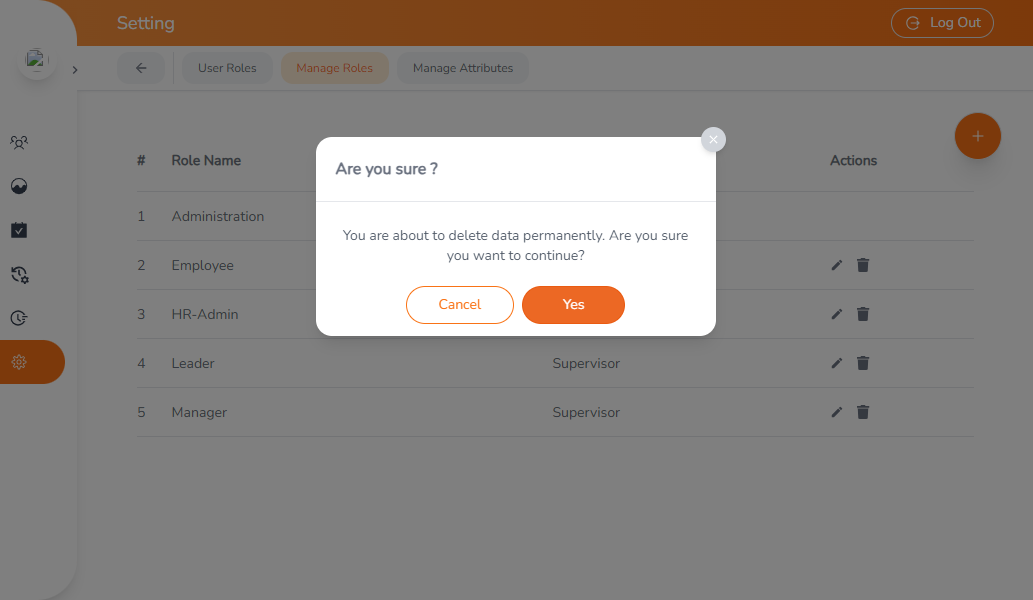 Setting
Log Out
User Roles
Manage Roles
Manage Attributes
Are you sure ?
You are about to delete data permanently. Are you sure
you want to continue?
Cancel
Yes
# Role Name Actions
1 Administration
2 Employee
3 HR-Admin
4 Leader Supervisor
5 Manager Supervisor